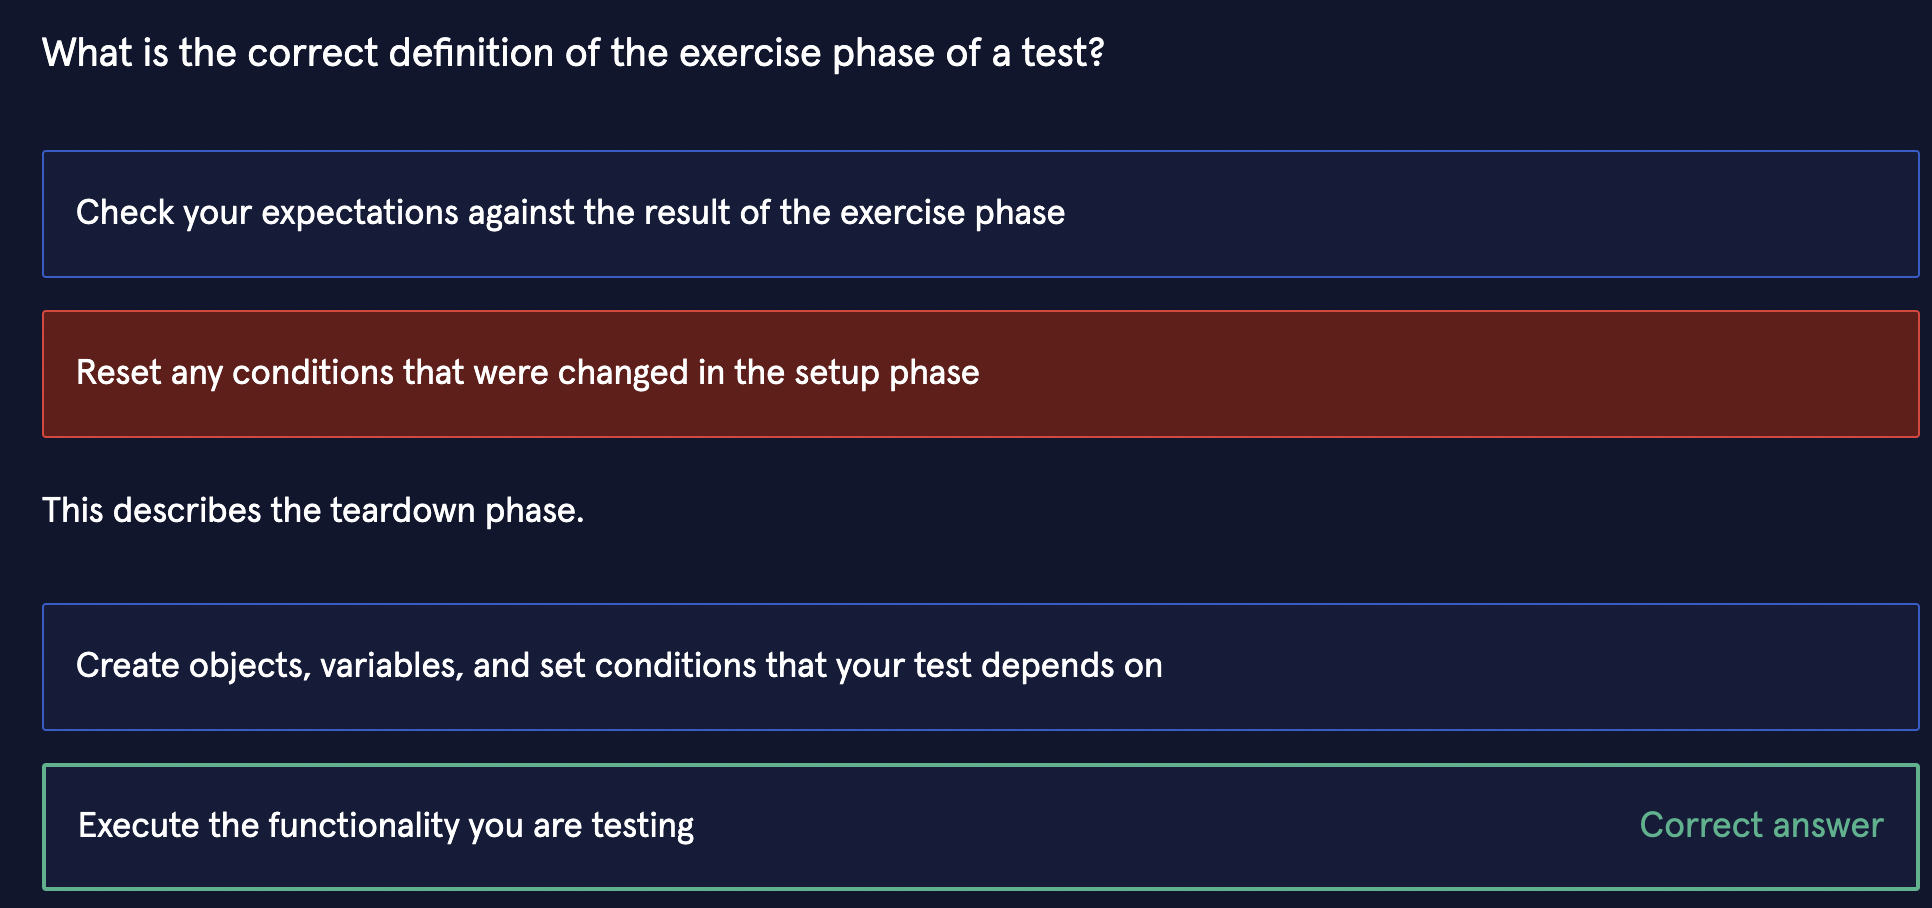 What is the correct definition of the exercise phase of a test?
Check your expectations against the result of the exercise phase
Reset any conditions that were changed in the setup phase
This describes the teardown phase.
Create objects, variables, and set conditions that your test depends on
Execute the functionality you are testing
Correct answer